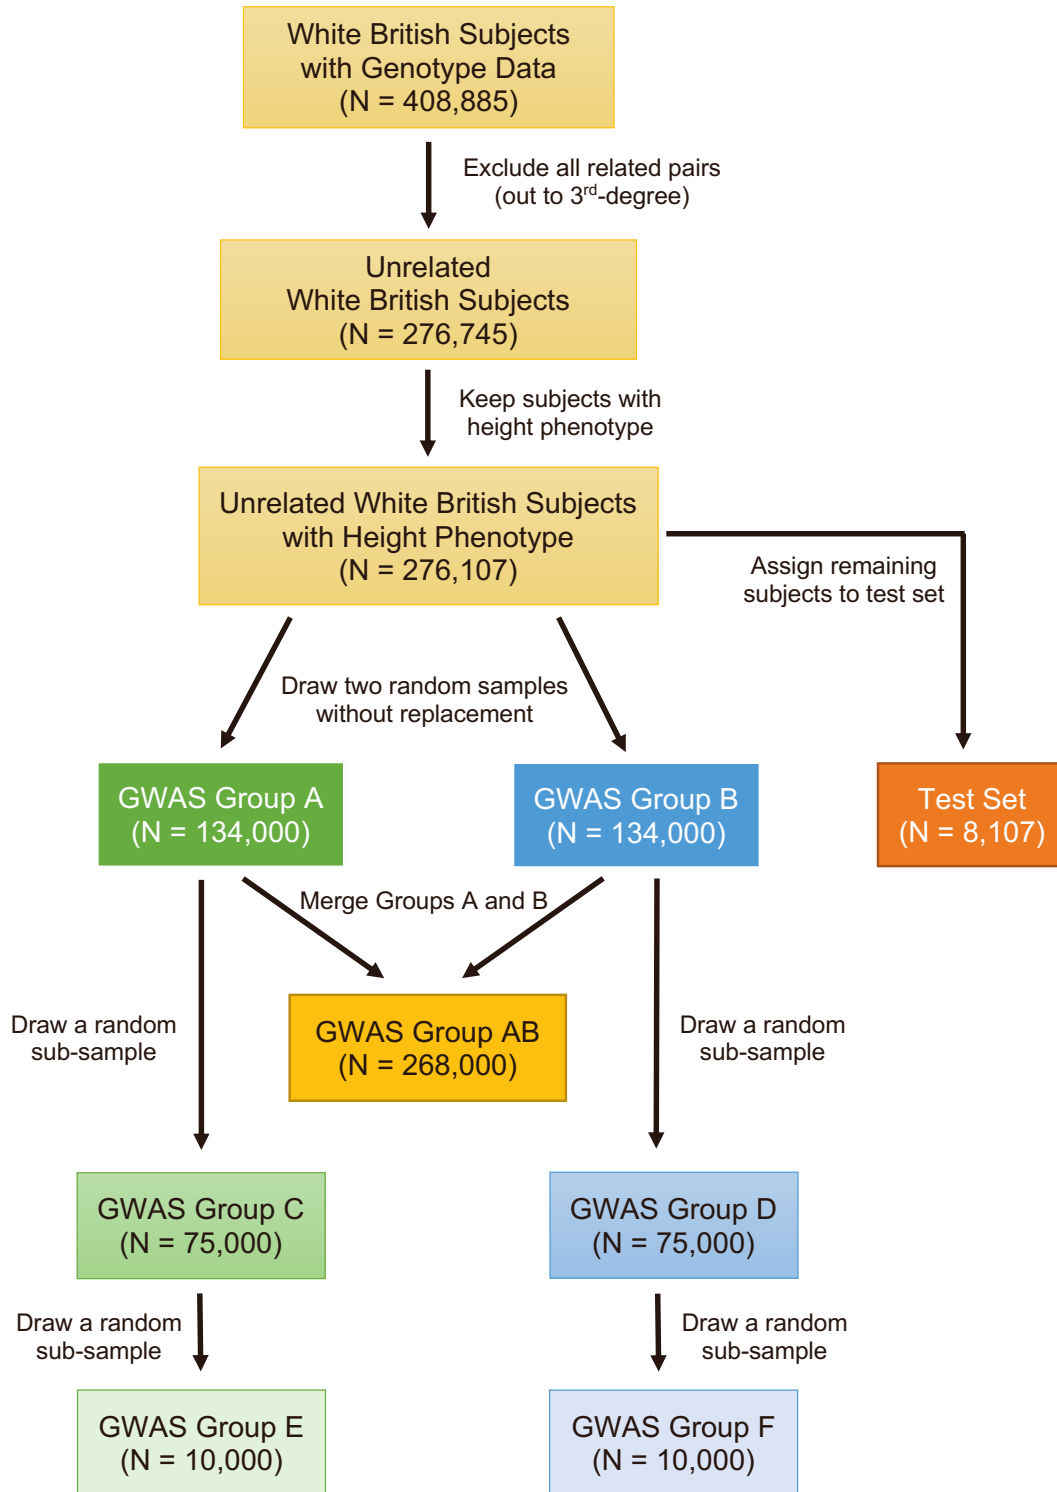 White British Subjects
with Genotype Data
(N = 408,885)
Exclude all related pairs
(out to 3rd-degree)
Unrelated
White British Subjects
(N = 276,745)
Keep subjects with
height phenotype
Unrelated White British Subjects
with Height Phenotype
(N = 276,107)
Assign remaining
subjects to test set
Draw two random samples
without replacement
GWAS Group A
(N = 134,000)
GWAS Group B
(N = 134,000)
Test Set
(N = 8,107)
Merge Groups A and B
GWAS Group AB
(N = 268,000)
Draw a random
sub-sample
Draw a random
sub-sample
GWAS Group C
(N = 75,000)
GWAS Group D
(N = 75,000)
Draw a random
sub-sample
Draw a random
sub-sample
GWAS Group E
(N = 10,000)
GWAS Group F
(N = 10,000)